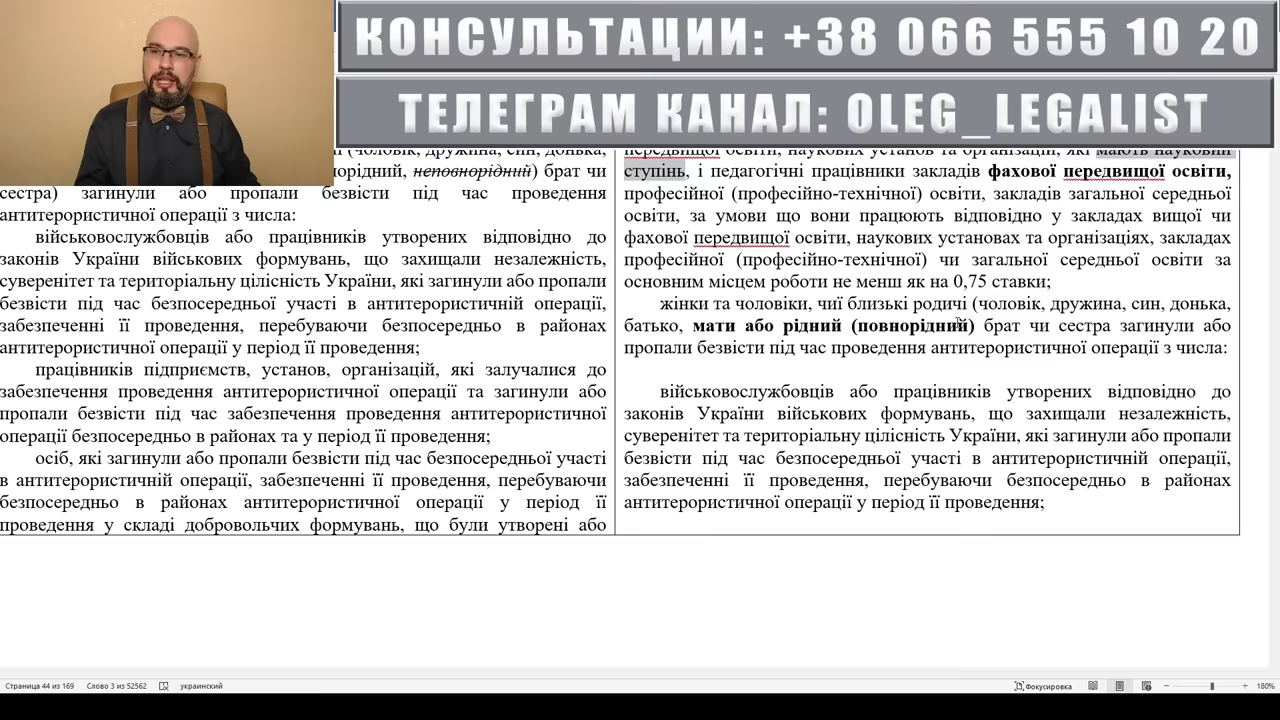 КОНСУЛЬТАЦИИ: +38 066 555 10 20
ТЕЛЕГРАМ КАНАЛ: OLEG_LEGALIST
(чоловік, дружина, син, донька,
неповнорідний) брат чи
сестра) загинули або пропали безвісти під час проведення
антитерористичної операції з числа:
військовослужбовців або працівників утворених відповідно до
законів України військових формувань, що захищали незалежність,
суверенітет та територіальну цілісність України, які загинули або пропали
безвісти під час безпосередньої участі в антитерористичній операції,
забезпеченні її проведення, перебуваючи безпосередньо в районах
антитерористичної операції у період її проведення;
працівників підприємств, установ, організацій, які залучалися до
забезпечення проведення антитерористичної операції та загинули або
пропали безвісти під час забезпечення проведення антитерористичної
операції безпосередньо в районах та у період її проведення;
осіб, які загинули або пропали безвісти під час безпосередньої участі
в антитерористичній операції, забезпеченні її проведення, перебуваючи
безпосередньо в районах антитерористичної операції у період її
проведення у складі добровольчих формувань, що були утворені або
передвищої освіти, наукових установ та організацій, які мають науковий
ступінь, і педагогічні працівники закладів фахової передвищої освіти,
професійної (професійно-технічної) освіти, закладів загальної середньої
освіти, за умови що вони працюють відповідно у закладах вищої чи
фахової передвищої освіти, наукових установах та організаціях, закладах
професійної (професійно-технічної) чи загальної середньої освіти за
основним місцем роботи не менш як на 0,75 ставки;
жінки та чоловіки, чиї близькі родичі (чоловік, дружина, син, донька,
батько, мати або рідний (повнорідний) брат чи сестра загинули або
пропали безвісти під час проведення антитерористичної операції з числа:
військовослужбовців або працівників утворених відповідно до
законів України військових формувань, що захищали незалежність,
суверенітет та територіальну цілісність України, які загинули або пропали
безвісти під час безпосередньої участі в антитерористичній операції,
забезпеченні її проведення, перебуваючи безпосередньо в районах
антитерористичної операції у період її проведення;
Страница 44 из 169 Слово 3 из 52562 украинский Фокусировка 180%